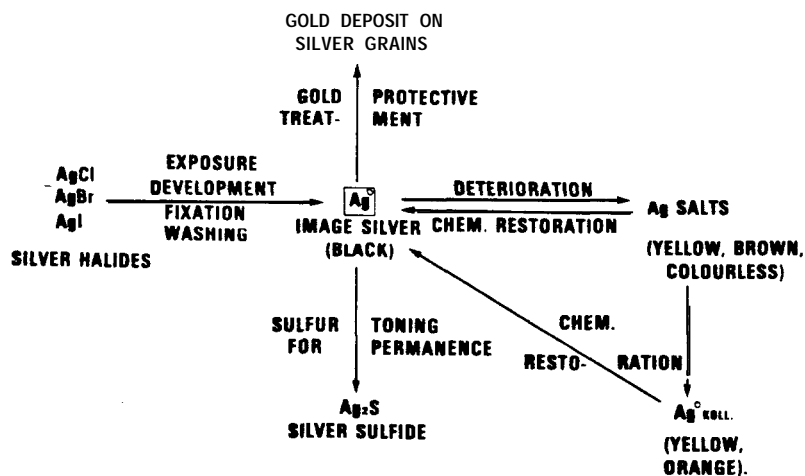 GOLD DEPOSIT ON
SILVER GRAINS
GOLD PROTECTIVE
TREAT- MENT
AgCl
AgBr
AgI
SILVER HALIDES
EXPOSURE
DEVELOPMENT
FIXATION
WASHING
Ag°
IMAGE SILVER
(BLACK)
DETERIORATION
CHEM. RESTORATION
Ag SALTS
(YELLOW, BROWN,
COLOURLESS)
SULFUR TONING
FOR PERMANENCE
Ag₂S
SILVER SULFIDE
CHEM.
RESTO- RATION
Ag° KOLL.
(YELLOW,
ORANGE).